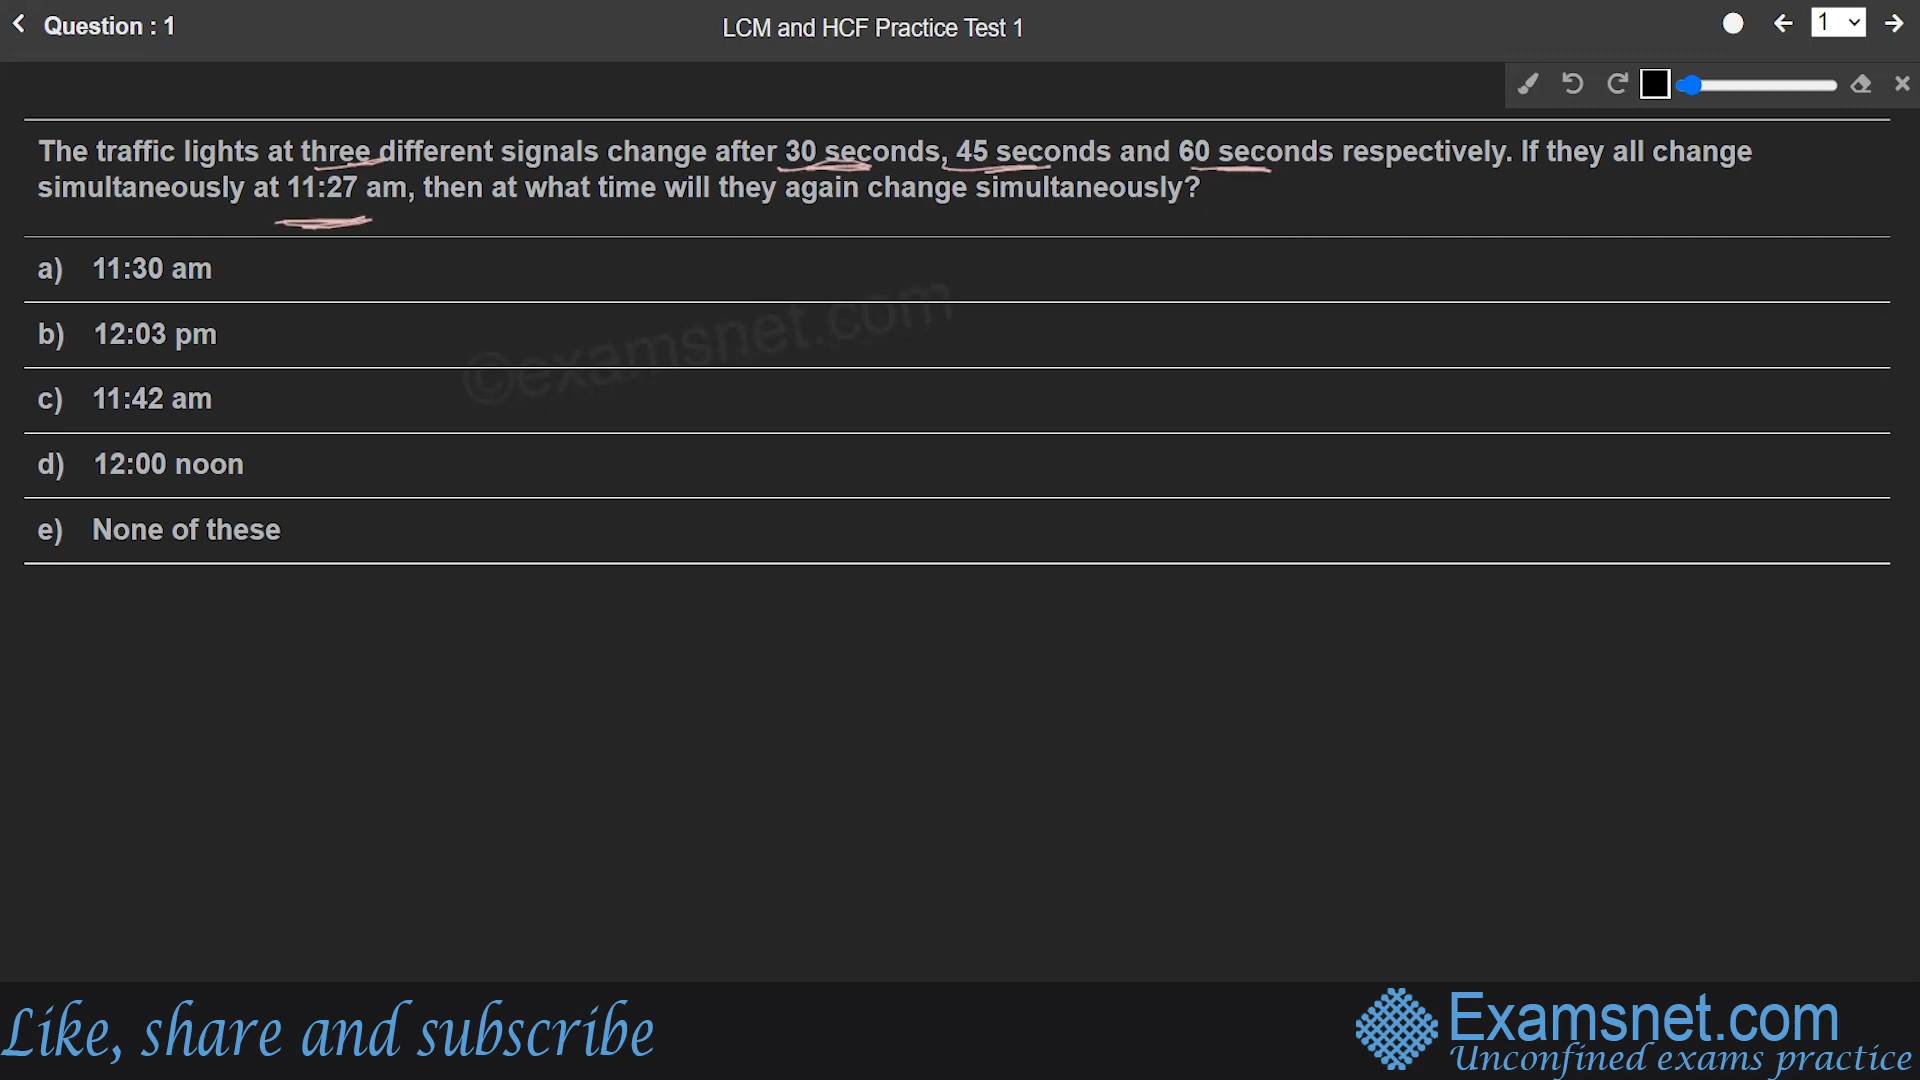 Question : 1
LCM and HCF Practice Test 1
1
The traffic lights at three different signals change after 30 seconds, 45 seconds and 60 seconds respectively. If they all change
simultaneously at 11:27 am, then at what time will they again change simultaneously?
a) 11:30 am
b) 12:03 pm
c) 11:42 am
d) 12:00 noon
e) None of these
©examsnet.com
Like, share and subscribe
Examsnet.com
Unconfined exams practice